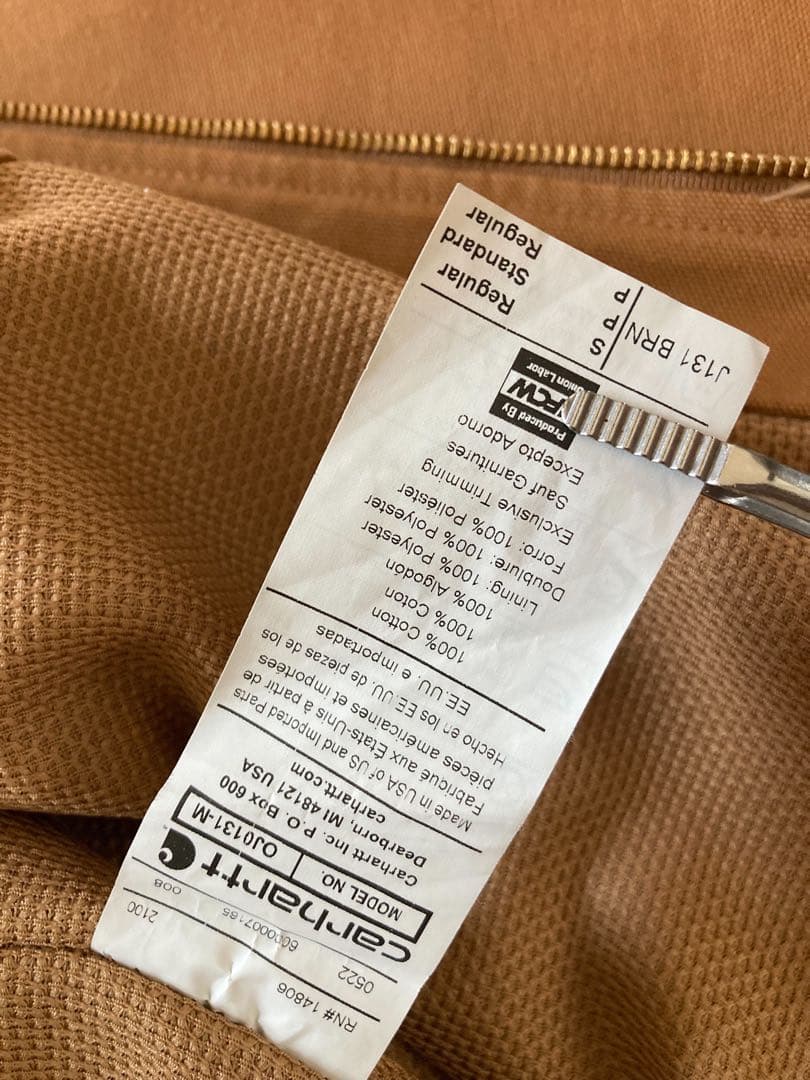 RN# 14806
0522 2100
6000007185 008
carhartt
MODEL NO. OJ0131-M
Carhartt Inc. P.O. Box 600
Dearborn, MI 48121 USA
carhartt.com
Made in USA of US and Imported Parts
Fabriqué aux États-Unis à partir de
pièces américaines et importées
Hecho en los EE.UU. de piezas de los
EE.UU. e importadas
100% Cotton
100% Coton
100% Algodón
Lining: 100% Polyester
Doublure: 100% Polyester
Forro: 100% Poliéster
Exclusive Trimming
Sauf Garnitures
Excepto Adorno
Produced By
Union Labor
J131 BRN S Regular
P Standard
P Regular